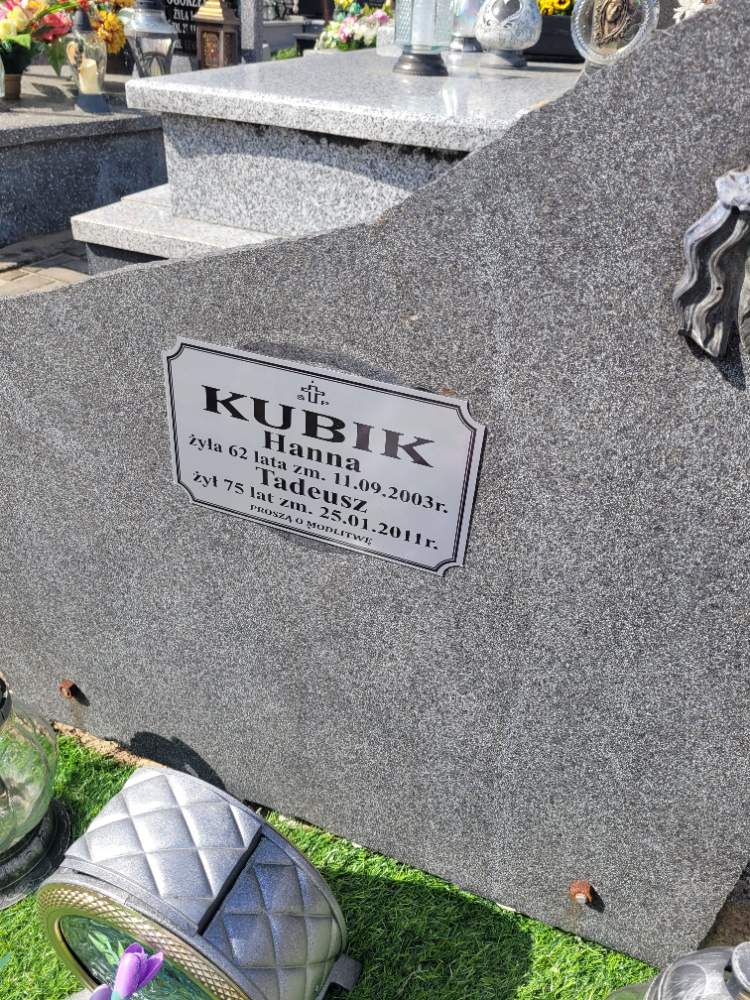 ŻYŁA
Ś P
KUBIK
Hanna
żyła 62 lata zm. 11.09.2003r.
Tadeusz
żył 75 lat zm. 25.01.2011r.
PROSZĄ O MODLITWĘ